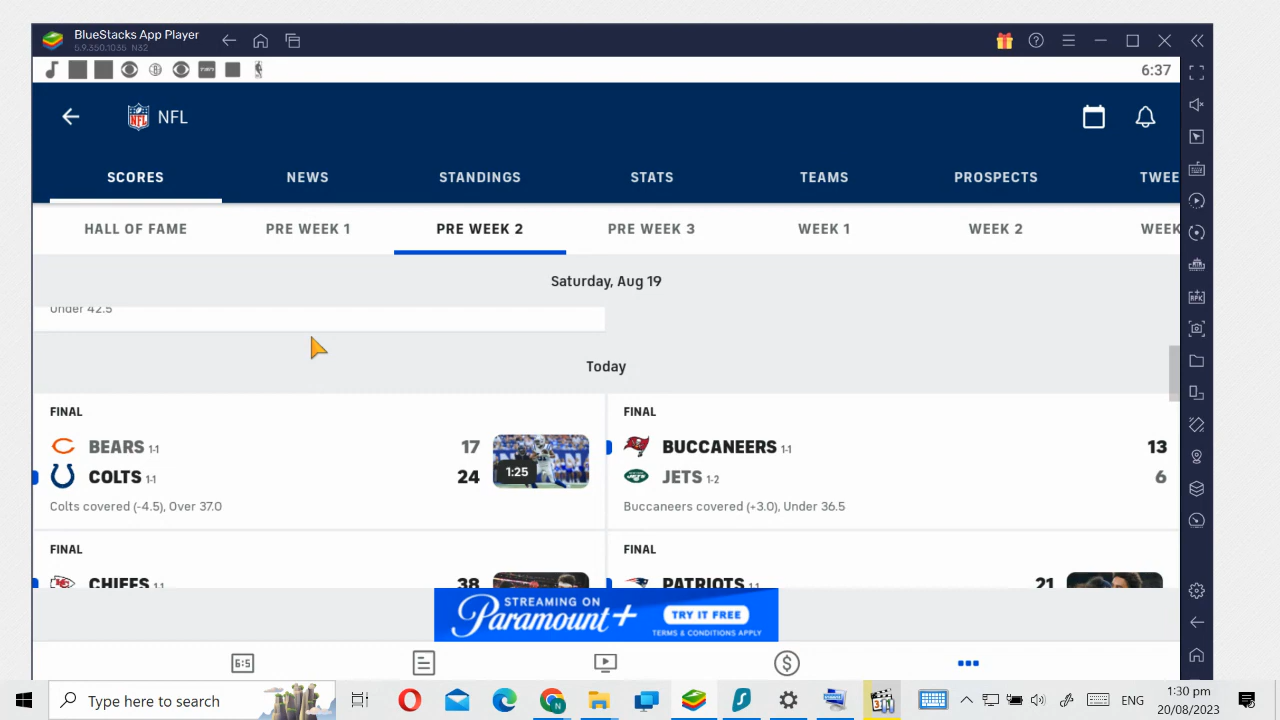 BlueStacks App Player
5.9.350.1035 N32
6:37
NFL
SCORES NEWS STANDINGS STATS TEAMS PROSPECTS TWEE
HALL OF FAME PRE WEEK 1 PRE WEEK 2 PRE WEEK 3 WEEK 1 WEEK 2 WEEK
Saturday, Aug 19
Under 42.5
Today
FINAL
BEARS 1-1 17
COLTS 1-1 24
1:25
Colts covered (-4.5), Over 37.0
FINAL
BUCCANEERS 1-1 13
JETS 1-2 6
Buccaneers covered (+3.0), Under 36.5
FINAL
CHIEFS 1-1 38
FINAL
PATRIOTS 1-1 21
STREAMING ON
Paramount+
TRY IT FREE
TERMS & CONDITIONS APPLY
Type here to search
ENG
1:30 pm
20/08/2023